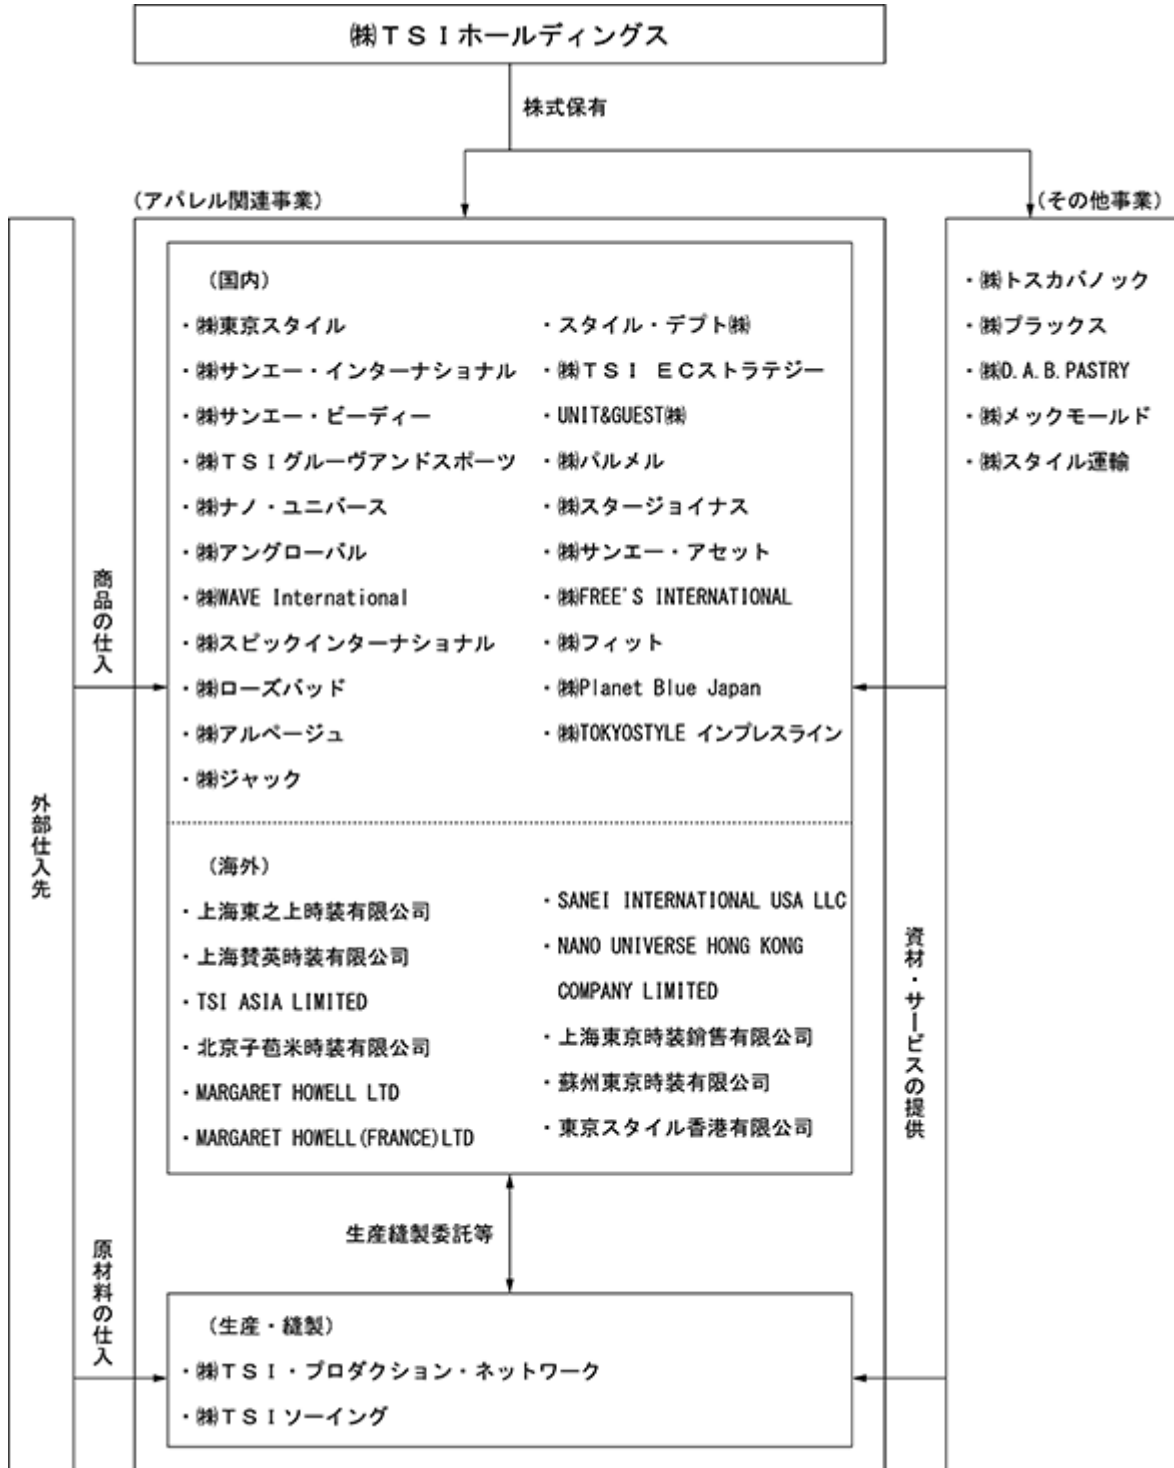 ㈱ＴＳＩホールディングス
株式保有
（アパレル関連事業）
（その他事業）
外部仕入先
商品の仕入
原材料の仕入
（国内）
・㈱東京スタイル
・㈱サンエー・インターナショナル
・㈱サンエー・ビーディー
・㈱ＴＳＩグルーヴアンドスポーツ
・㈱ナノ・ユニバース
・㈱アングローバル
・㈱WAVE International
・㈱スピックインターナショナル
・㈱ローズバッド
・㈱アルページュ
・㈱ジャック
・スタイル・デプト㈱
・㈱ＴＳＩ ＥＣストラテジー
・UNIT&GUEST㈱
・㈱パルメル
・㈱スタージョイナス
・㈱サンエー・アセット
・㈱FREE'S INTERNATIONAL
・㈱フィット
・㈱Planet Blue Japan
・㈱TOKYOSTYLE インプレスライン
（海外）
・上海東之上時装有限公司
・上海賛英時装有限公司
・TSI ASIA LIMITED
・北京子苞米時装有限公司
・MARGARET HOWELL LTD
・MARGARET HOWELL(FRANCE)LTD
・SANEI INTERNATIONAL USA LLC
・NANO UNIVERSE HONG KONG
COMPANY LIMITED
・上海東京時装銷售有限公司
・蘇州東京時装有限公司
・東京スタイル香港有限公司
生産縫製委託等
（生産・縫製）
・㈱ＴＳＩ・プロダクション・ネットワーク
・㈱ＴＳＩソーイング
資材・サービスの提供
・㈱トスカバノック
・㈱プラックス
・㈱D.A.B.PASTRY
・㈱メックモールド
・㈱スタイル運輸